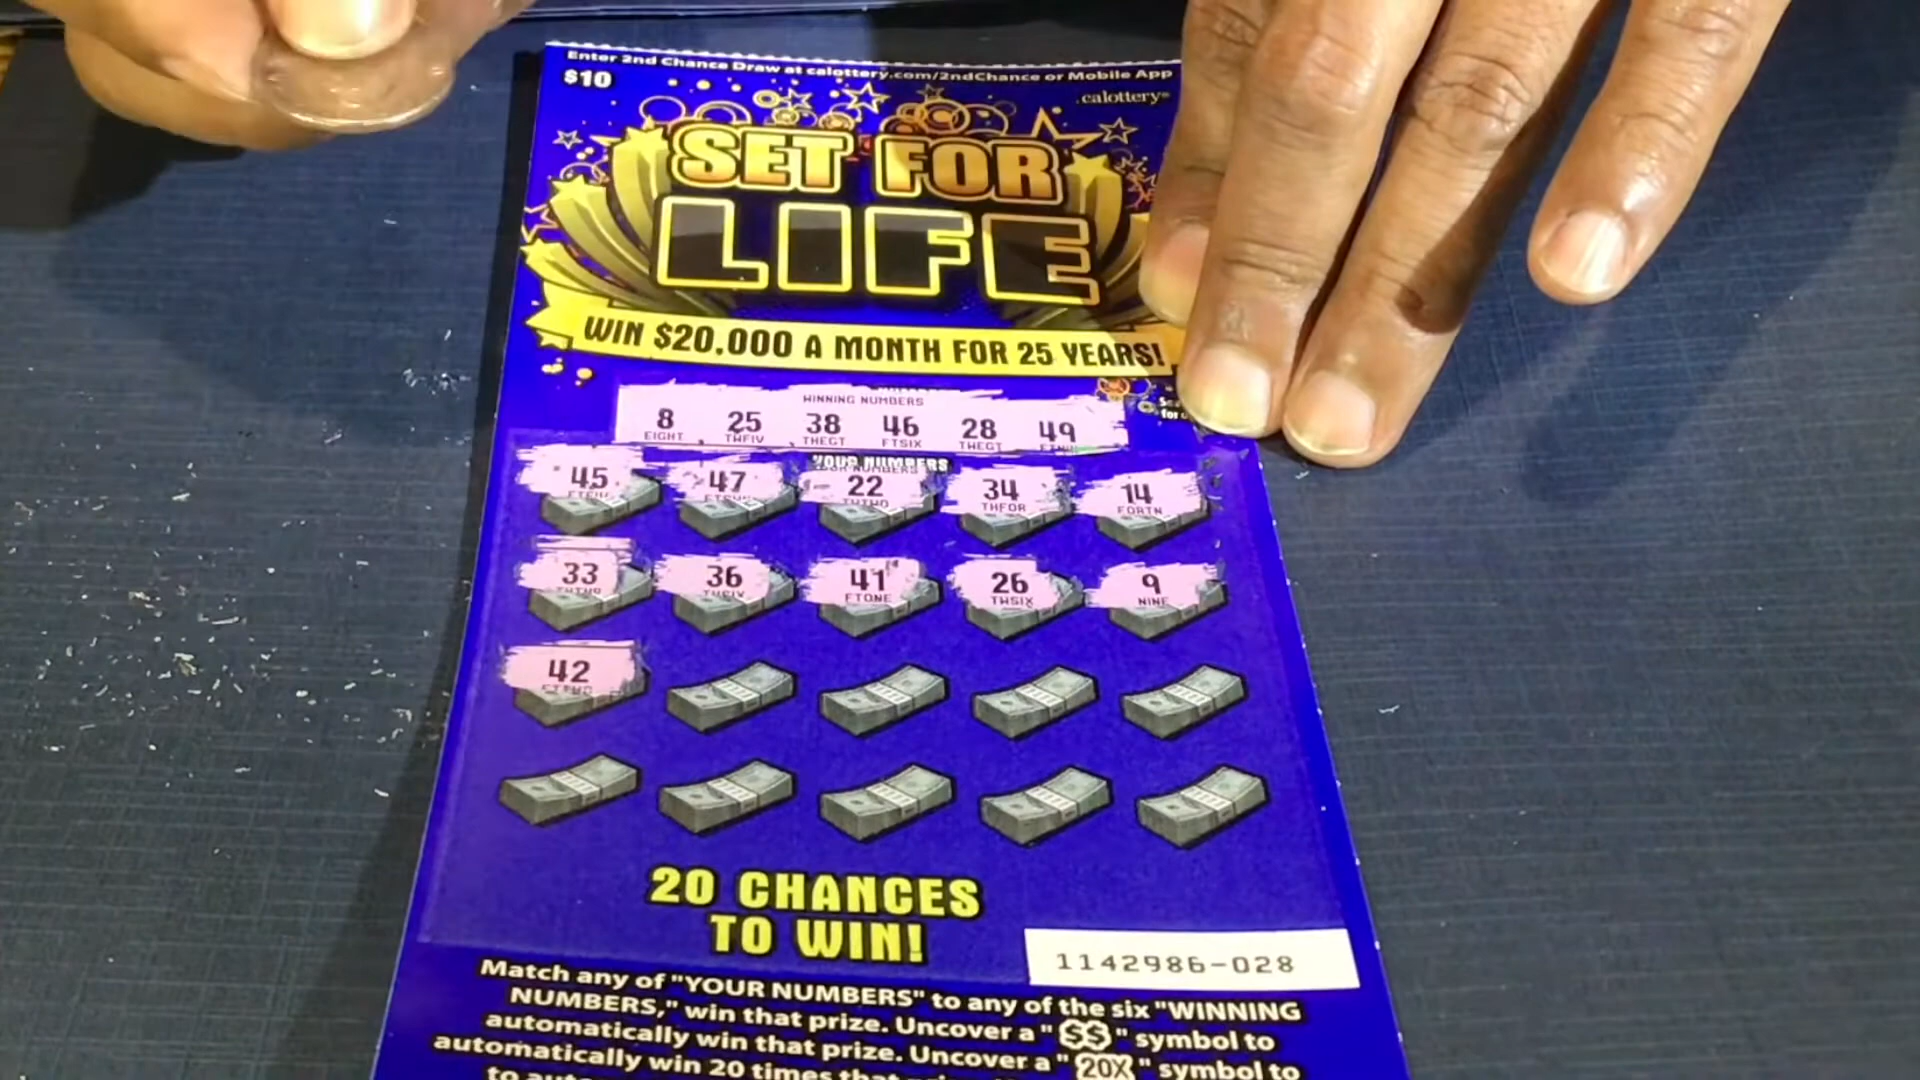 Enter 2nd Chance Draw at calottery.com/2ndChance or Mobile App
$10
calottery
SET FOR
LIFE
WIN $20,000 A MONTH FOR 25 YEARS!
WINNING NUMBERS
8 25 38 46 28 49
EIGHT TWFIV THEGT FTSIX TWEGT
YOUR NUMBERS
45 47 22 34 14
THFOR FORTN
33 36 41 26 9
FTONE TWSIX NINE
42
20 CHANCES
TO WIN!
1142986-028
Match any of "YOUR NUMBERS" to any of the six "WINNING
NUMBERS," win that prize. Uncover a "$$" symbol to
automatically win that prize. Uncover a "20X" symbol to
automatically win 20 times that